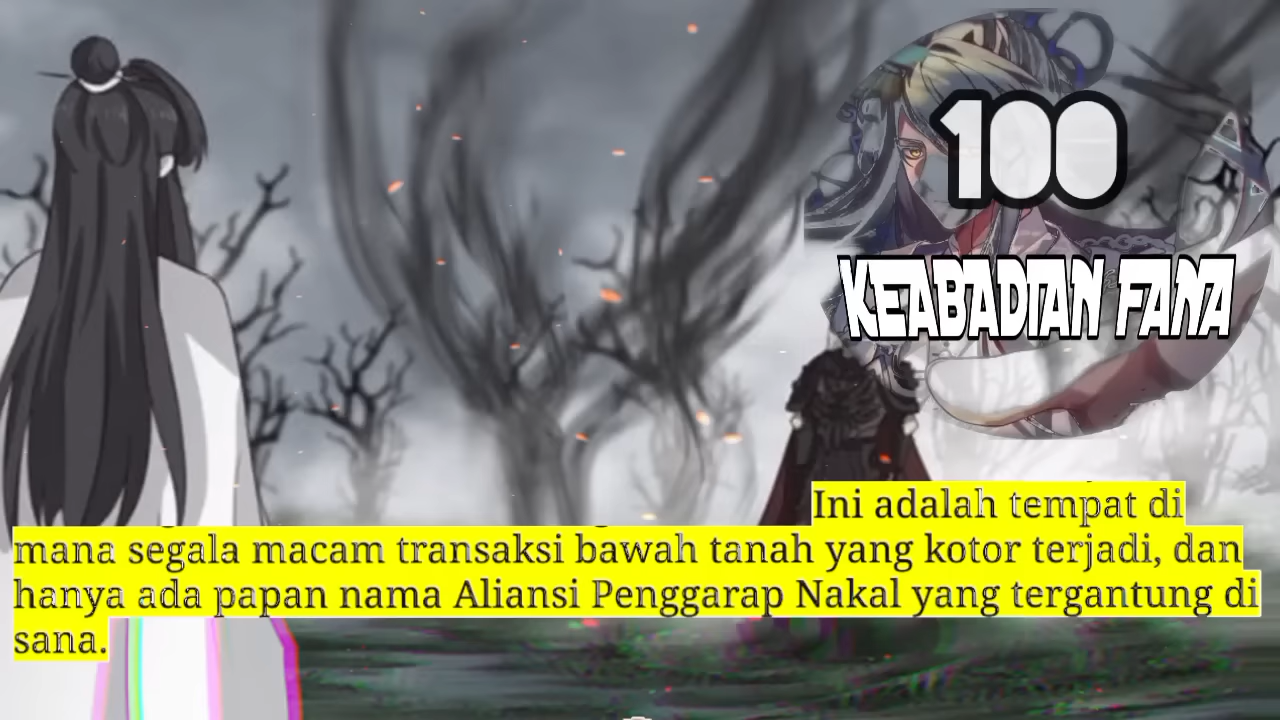 100
KEABADIAN FANA
Ini adalah tempat di
mana segala macam transaksi bawah tanah yang kotor terjadi, dan
hanya ada papan nama Aliansi Penggarap Nakal yang tergantung di
sana.